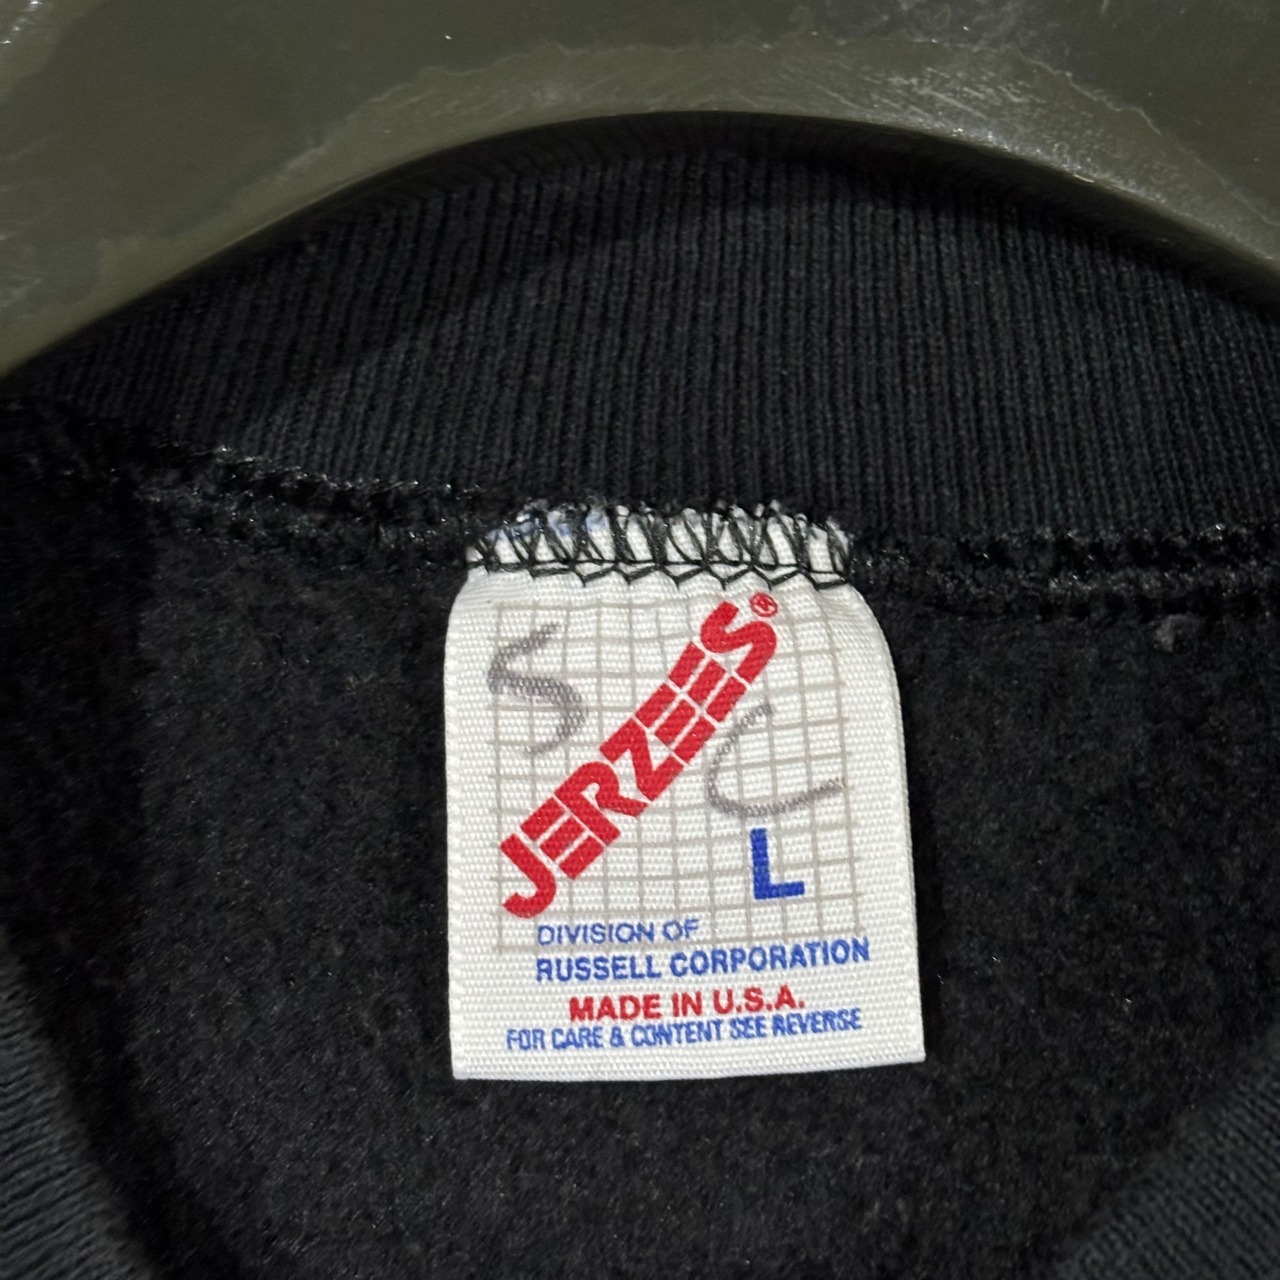 JERZEES®
S C
L
DIVISION OF
RUSSELL CORPORATION
MADE IN U.S.A.
FOR CARE & CONTENT SEE REVERSE